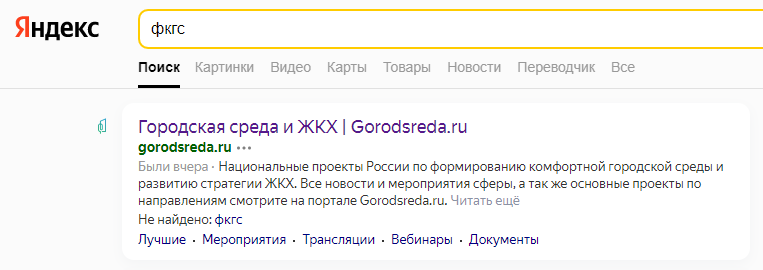 Яндекс
фкгс
Поиск Картинки Видео Карты Товары Новости Переводчик Все
Городская среда и ЖКХ | Gorodsreda.ru
gorodsreda.ru •••
Были вчера · Национальные проекты России по формированию комфортной городской среды и
развитию стратегии ЖКХ. Все новости и мероприятия сферы, а так же основные проекты по
направлениям смотрите на портале Gorodsreda.ru. Читать ещё
Не найдено: фкгс
Лучшие • Мероприятия • Трансляции • Вебинары • Документы